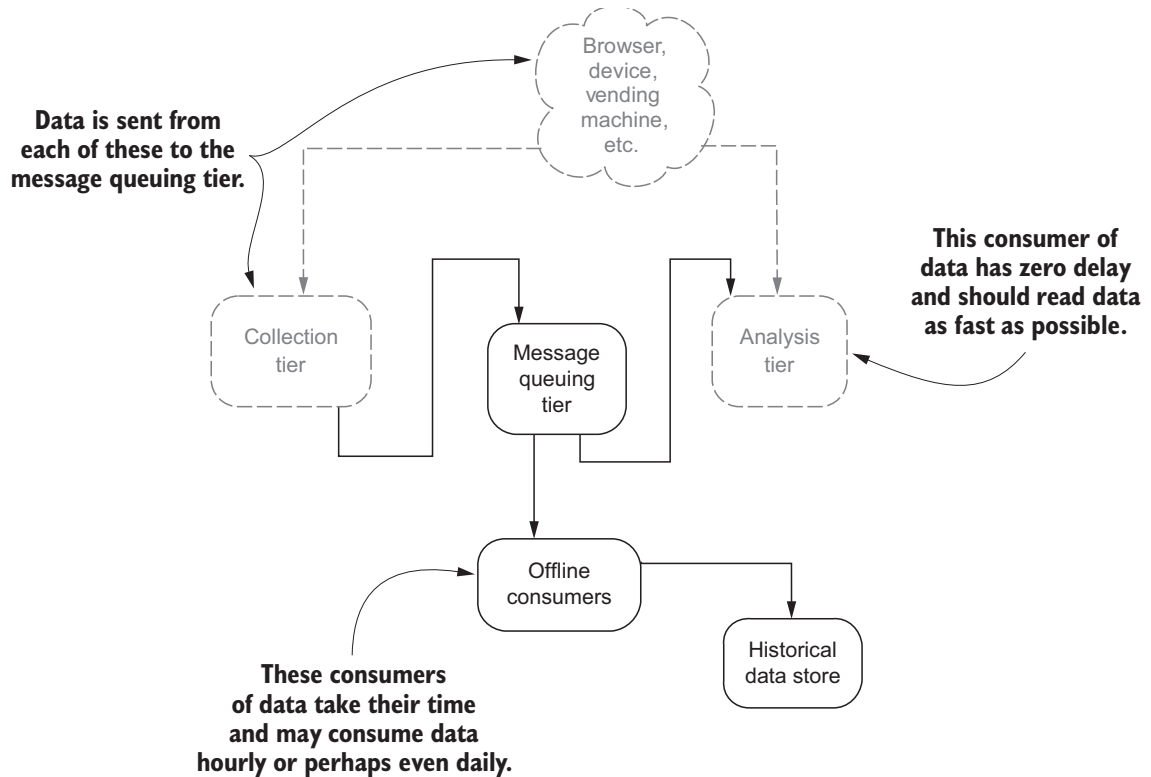 Browser,
device,
vending
machine,
etc.
Data is sent from
each of these to the
message queuing tier.
This consumer of
data has zero delay
and should read data
as fast as possible.
Collection
tier
Message
queuing
tier
Analysis
tier
Offline
consumers
Historical
data store
These consumers
of data take their time
and may consume data
hourly or perhaps even daily.